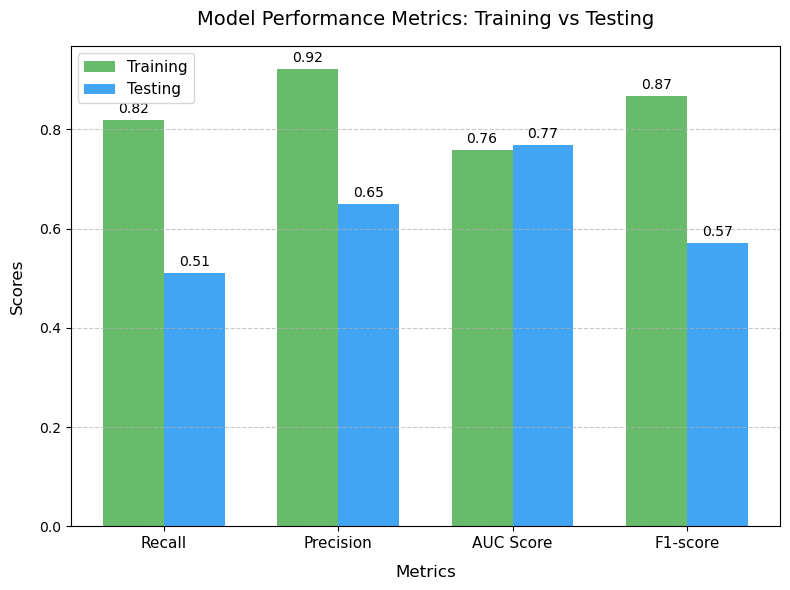 Model Performance Metrics: Training vs Testing
Training
Testing
0.82
0.51
0.92
0.65
0.76
0.77
0.87
0.57
0.8
0.6
0.4
0.2
0.0
Scores
Recall
Precision
AUC Score
F1-score
Metrics